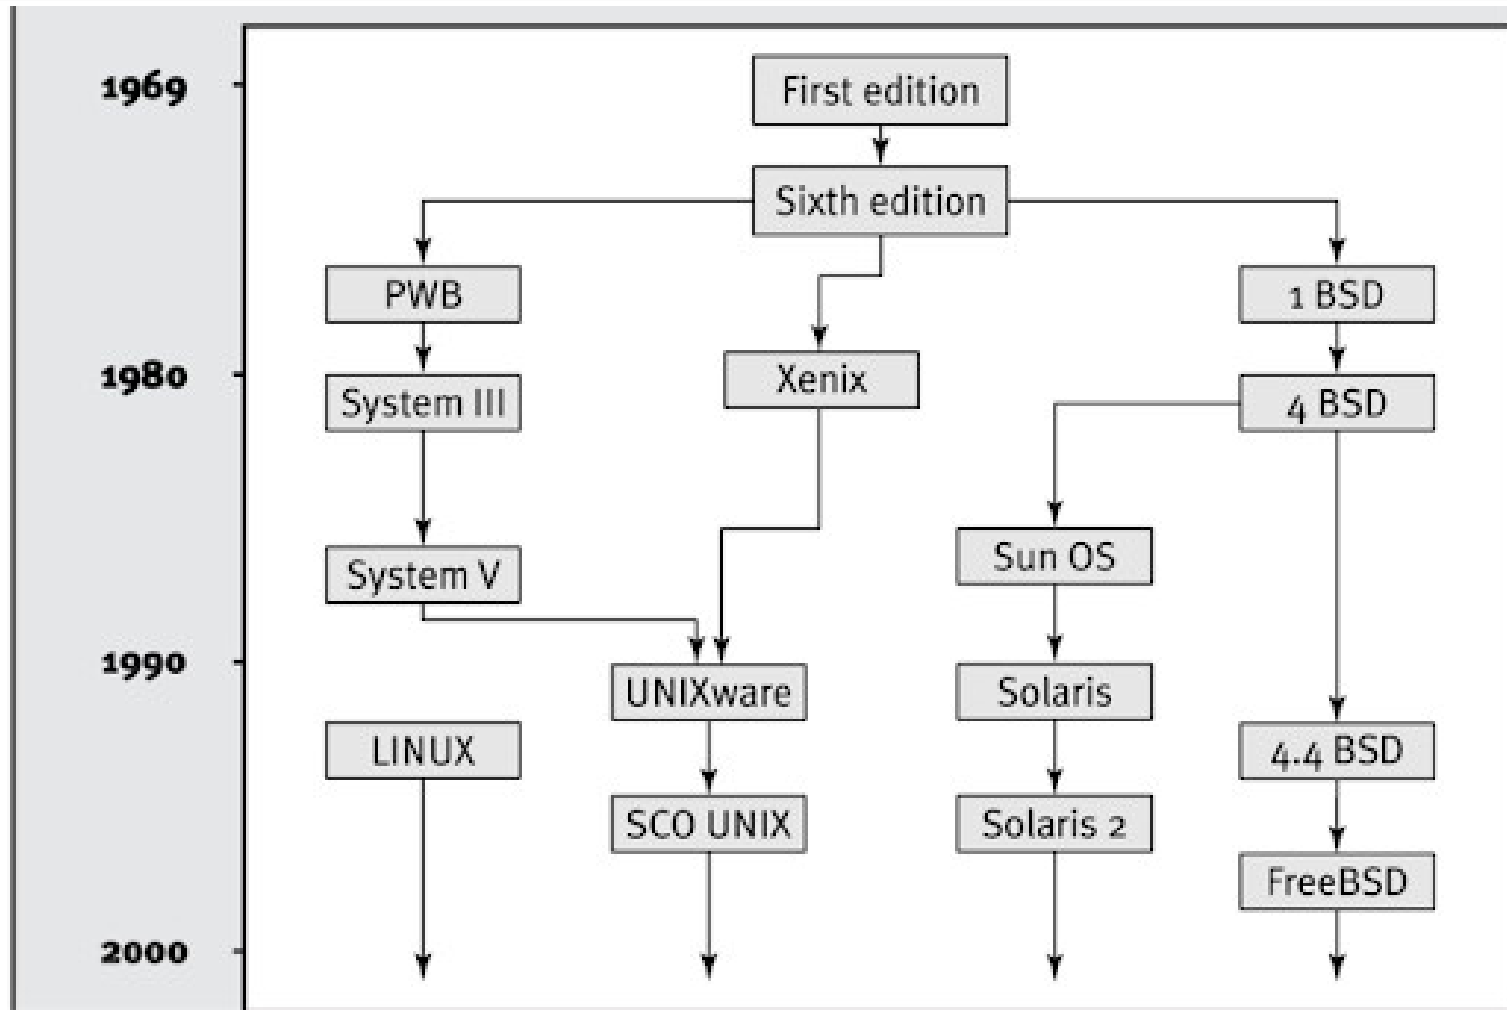 1969
First edition
Sixth edition
PWB
1 BSD
1980
System III
Xenix
4 BSD
System V
Sun OS
1990
UNIXware
Solaris
LINUX
4.4 BSD
SCO UNIX
Solaris 2
FreeBSD
2000